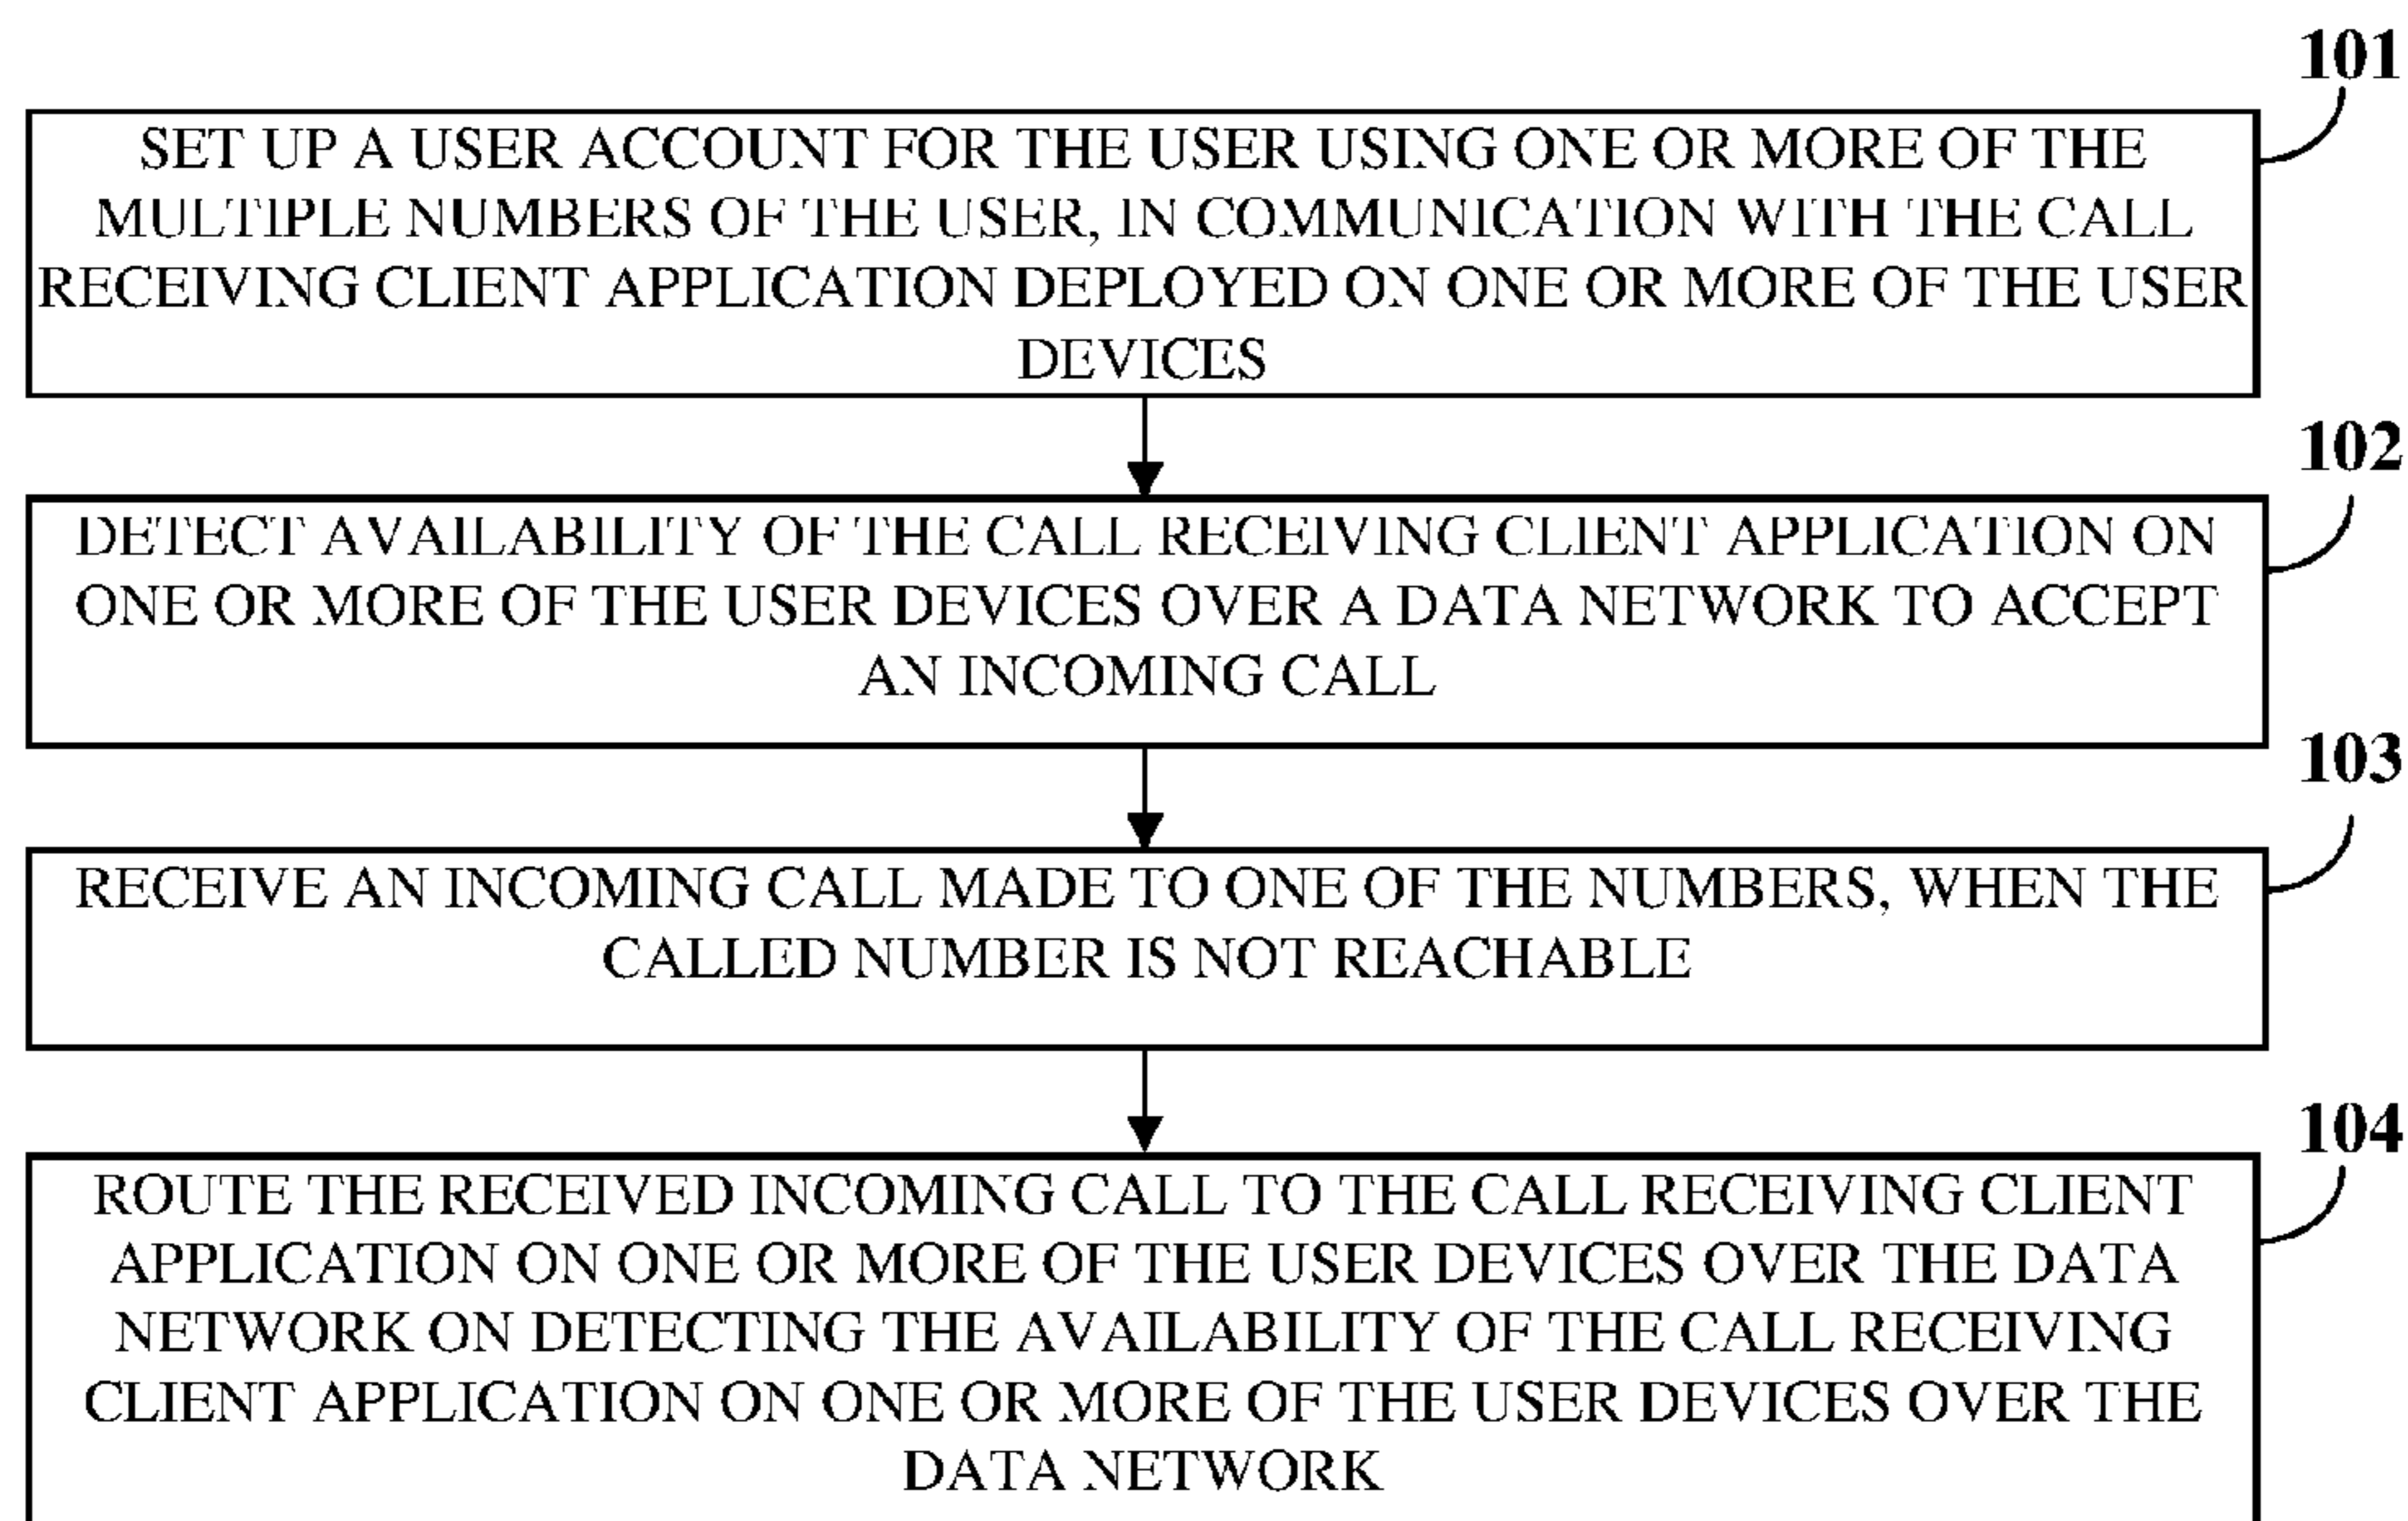 101
SET UP A USER ACCOUNT FOR THE USER USING ONE OR MORE OF THE
MULTIPLE NUMBERS OF THE USER, IN COMMUNICATION WITH THE CALL
RECEIVING CLIENT APPLICATION DEPLOYED ON ONE OR MORE OF THE USER
DEVICES
102
DETECT AVAILABILITY OF THE CALL RECEIVING CLIENT APPLICATION ON
ONE OR MORE OF THE USER DEVICES OVER A DATA NETWORK TO ACCEPT
AN INCOMING CALL
103
RECEIVE AN INCOMING CALL MADE TO ONE OF THE NUMBERS, WHEN THE
CALLED NUMBER IS NOT REACHABLE
104
ROUTE THE RECEIVED INCOMING CALL TO THE CALL RECEIVING CLIENT
APPLICATION ON ONE OR MORE OF THE USER DEVICES OVER THE DATA
NETWORK ON DETECTING THE AVAILABILITY OF THE CALL RECEIVING
CLIENT APPLICATION ON ONE OR MORE OF THE USER DEVICES OVER THE
DATA NETWORK